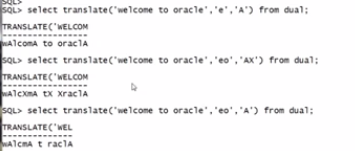 SQL>
SQL> select translate('welcome to oracle','e','A') from dual;
TRANSLATE('WELCOM
-----------------
wAlcomA to oraclA
SQL> select translate('welcome to oracle','eo','AX') from dual;
TRANSLATE('WELCOM
-----------------
wAlcXmA tX XraclA
SQL> select translate('welcome to oracle','eo','A') from dual;
TRANSLATE('WEL
--------------
wAlcmA t raclA